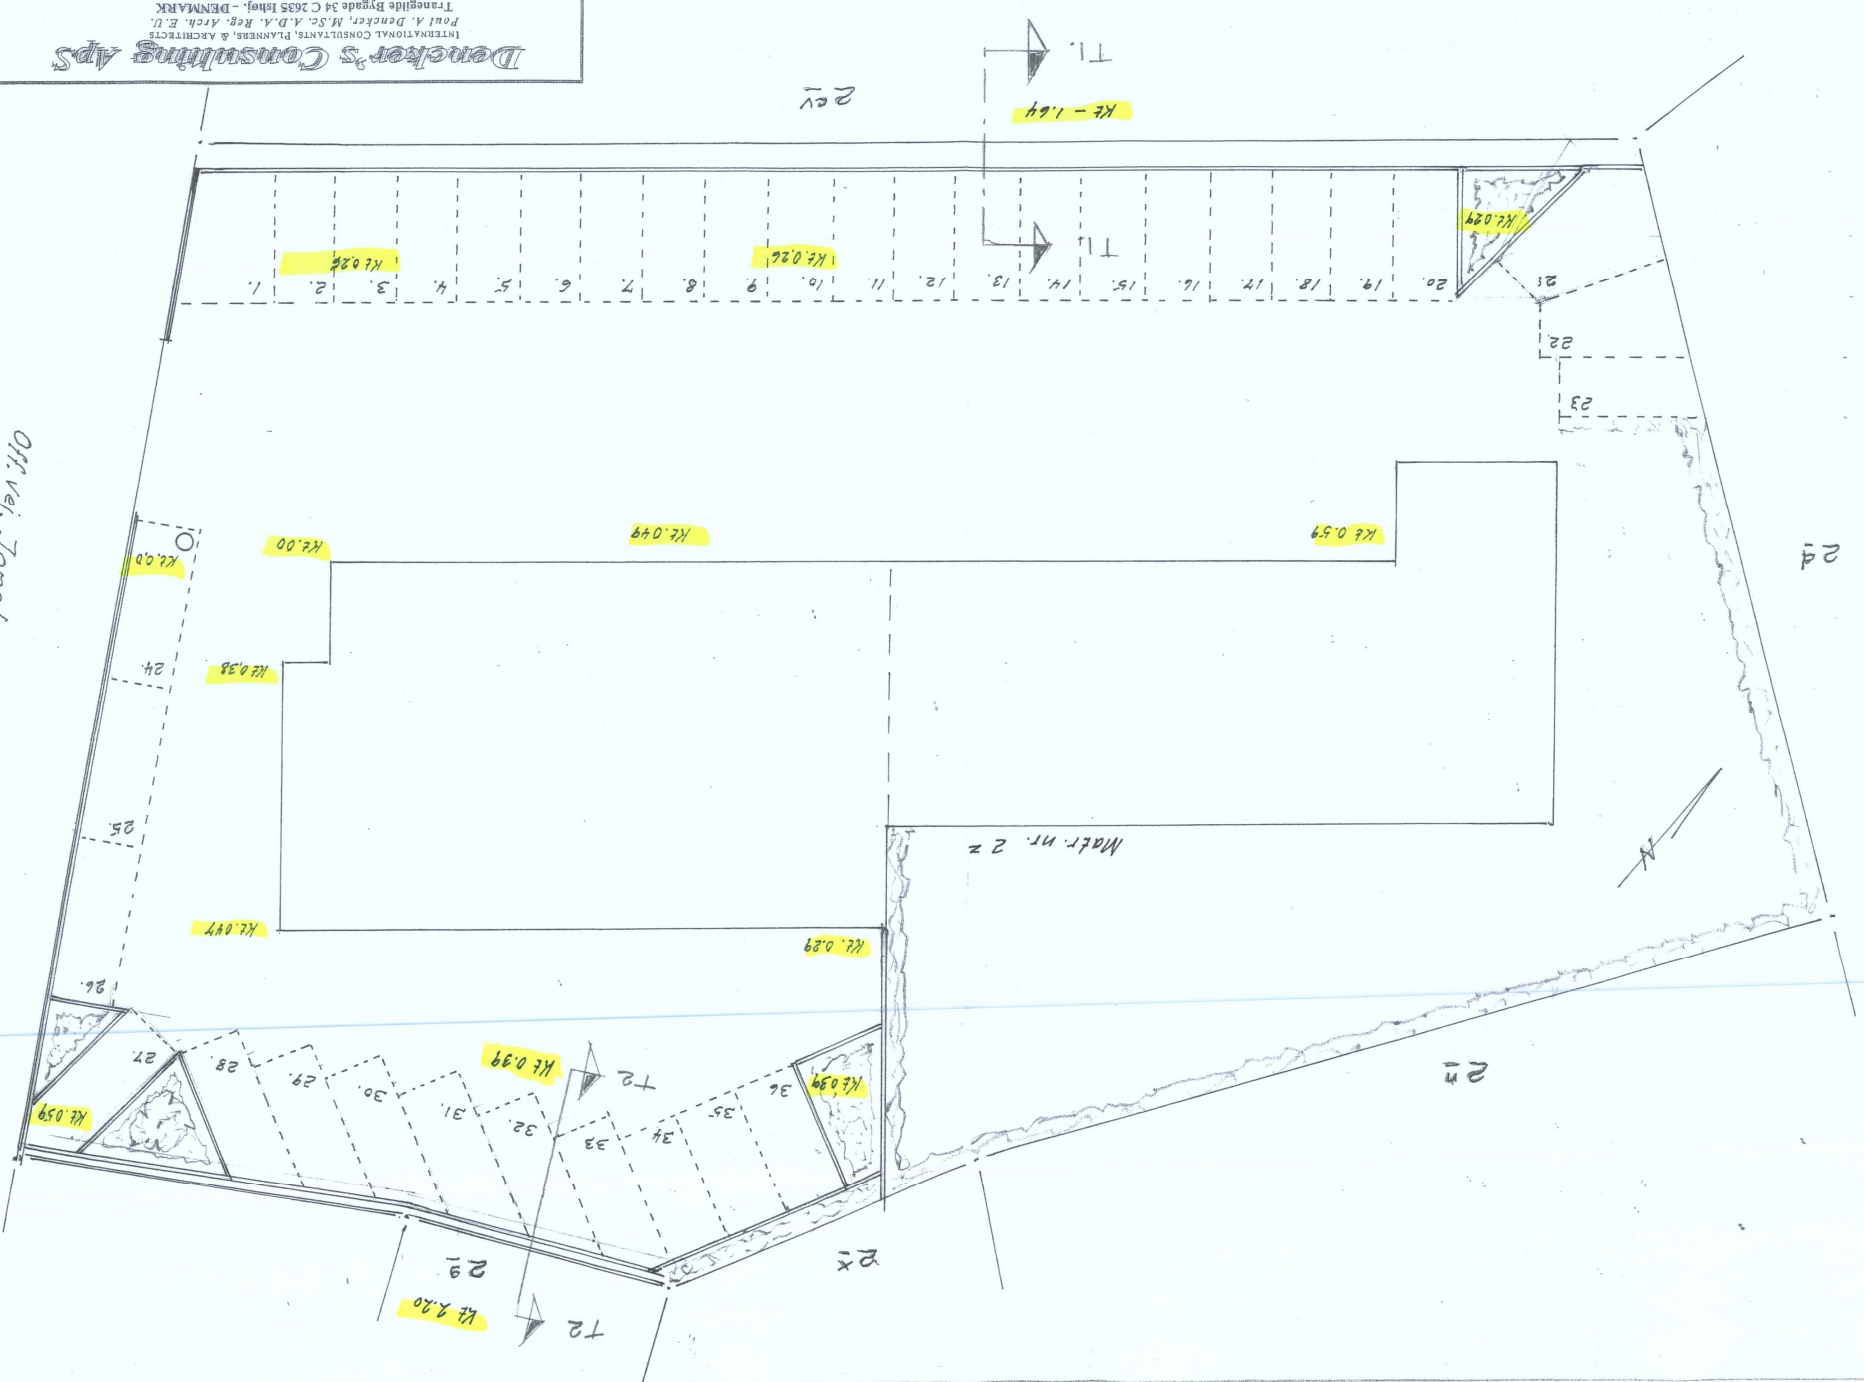 T2
Kt 2.20
2g
2x
2n
36
35
34
33
32.
31.
30.
29.
28.
27.
26.
Kt 0.39
Kt 0.39
T2
Kt. 0.59
Kt. 0.29
Kt. 0.47
N
Matr. nr. 2 z
25.
24.
Kt 0.38
Kt. 0.0
Kt. 0.0
Kt. 0.49
Kt 0.59
2d
Off. vej.
23
22.
21
20.
19.
18.
17.
16.
15.
14.
13.
12.
11.
10.
9.
8.
7.
6.
5.
4.
3.
2.
1.
Kt. 0.29
T1
Kt. 0.26
Kt 0.26
Kt - 1.64
2 ev
T1.
Dencker's Consulting ApS
INTERNATIONAL CONSULTANTS, PLANNERS, & ARCHITECTS
Poul A. Dencker, M.Sc. A.D.A. Reg. Arch. E.U.
Tranegilde Bygade 34 C 2635 Ishøj. - DENMARK